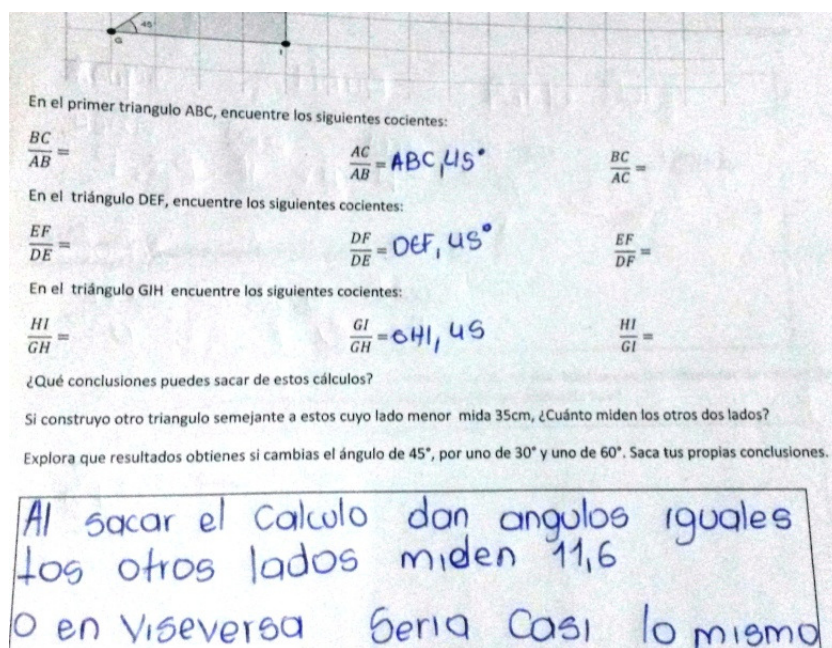 45
G
I
En el primer triangulo ABC, encuentre los siguientes cocientes:
BC/AB = AC/AB = ABC, 45° BC/AC =
En el triángulo DEF, encuentre los siguientes cocientes:
EF/DE = DF/DE = DEF, 45° EF/DF =
En el triángulo GIH encuentre los siguientes cocientes:
HI/GH = GI/GH = GHI, 45 HI/GI =
¿Qué conclusiones puedes sacar de estos cálculos?
Si construyo otro triangulo semejante a estos cuyo lado menor mida 35cm, ¿Cuánto miden los otros dos lados?
Explora que resultados obtienes si cambias el ángulo de 45°, por uno de 30° y uno de 60°. Saca tus propias conclusiones.
Al sacar el Calculo dan angulos iguales
los otros lados miden 11,6
o en Viseversa Seria Casi lo mismo